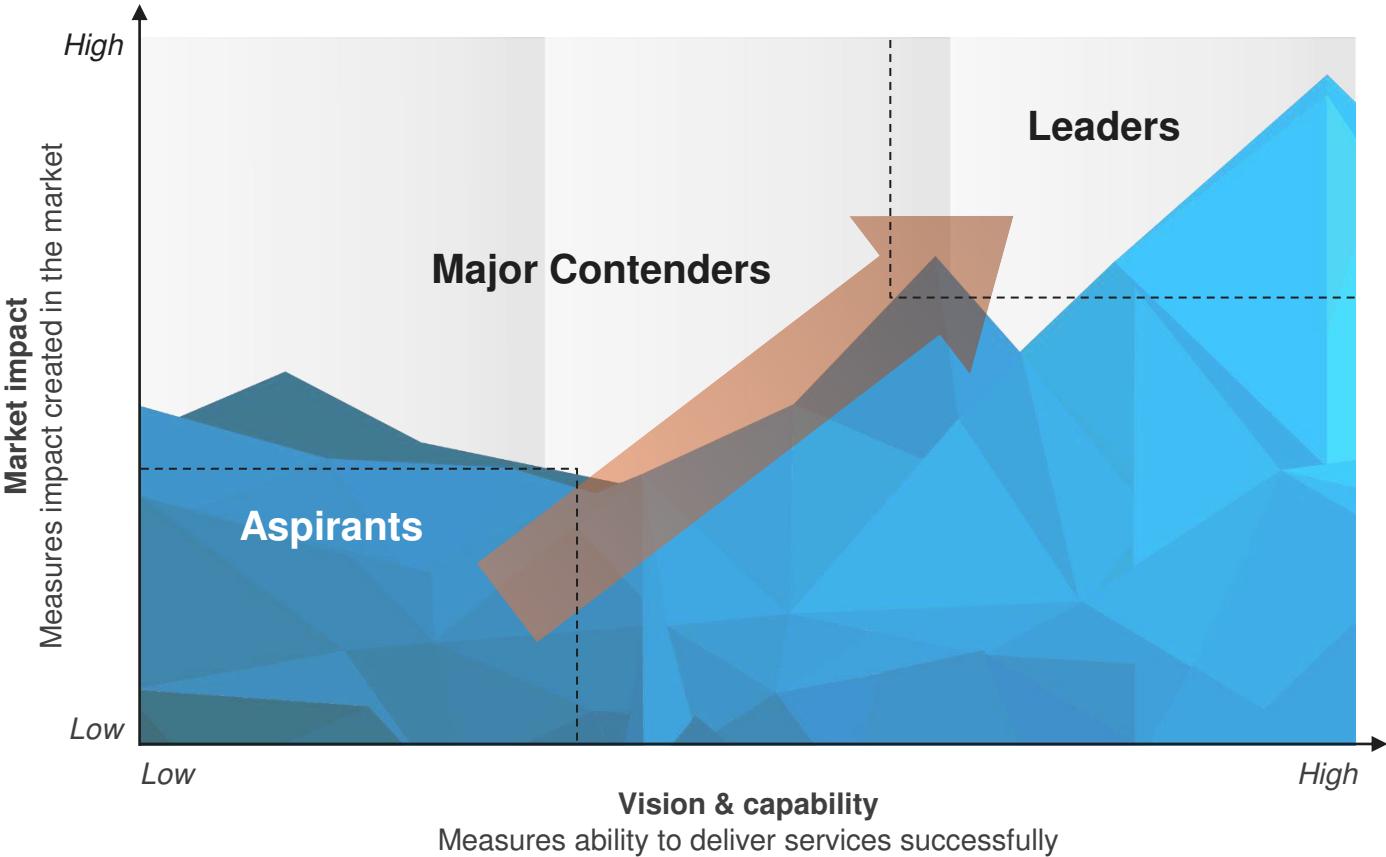 High
Leaders
Major Contenders
Market impact
Measures impact created in the market
Aspirants
Low
Low
High
Vision & capability
Measures ability to deliver services successfully